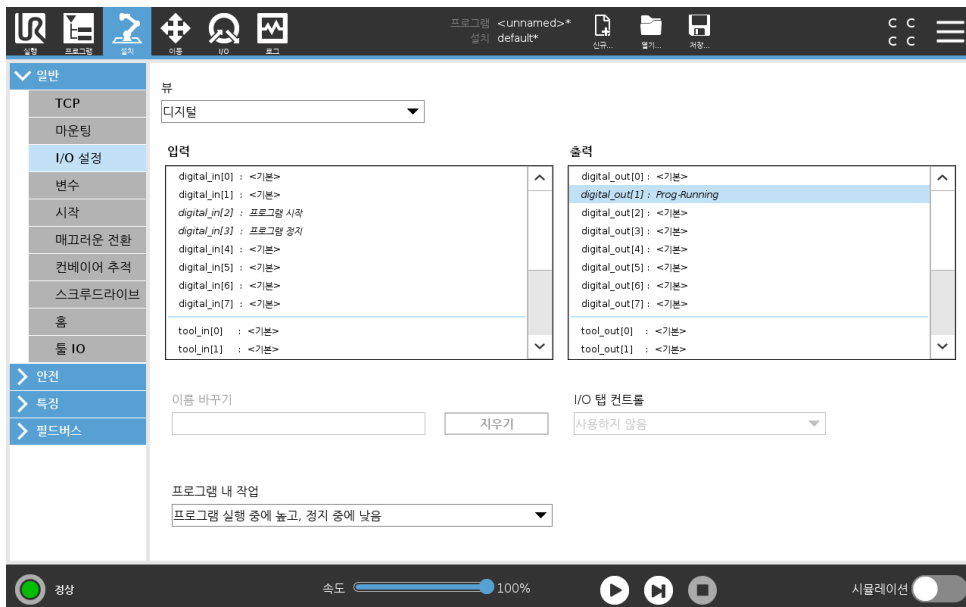 UR
실행
프로그램
설치
이동
I/O
로그
프로그램 <unnamed>*
설치 default*
신규...
열기...
저장...
C C
C C
일반
TCP
마운팅
I/O 설정
변수
시작
매끄러운 전환
컨베이어 추적
스크루드라이브
홈
툴 IO
안전
특징
필드버스
뷰
디지털
입력
digital_in[0] : <기본>
digital_in[1] : <기본>
digital_in[2] : 프로그램 시작
digital_in[3] : 프로그램 정지
digital_in[4] : <기본>
digital_in[5] : <기본>
digital_in[6] : <기본>
digital_in[7] : <기본>
tool_in[0] : <기본>
tool_in[1] : <기본>
출력
digital_out[0] : <기본>
digital_out[1] : Prog-Running
digital_out[2] : <기본>
digital_out[3] : <기본>
digital_out[4] : <기본>
digital_out[5] : <기본>
digital_out[6] : <기본>
digital_out[7] : <기본>
tool_out[0] : <기본>
tool_out[1] : <기본>
이름 바꾸기
지우기
I/O 탭 컨트롤
사용하지 않음
프로그램 내 작업
프로그램 실행 중에 높고, 정지 중에 낮음
정상
속도 100%
시뮬레이션